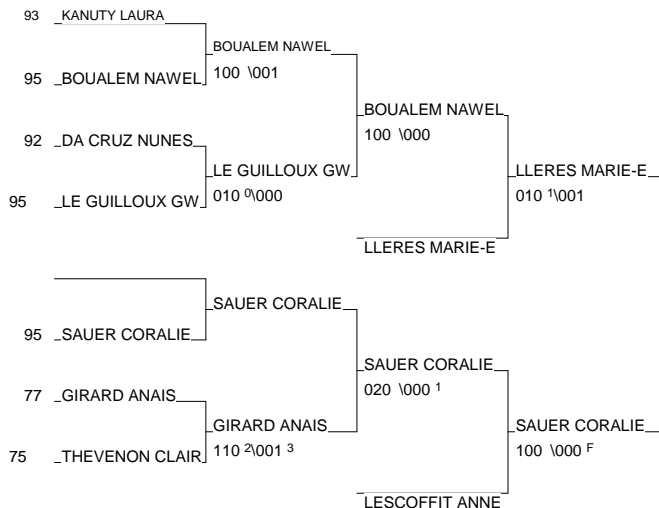 93 KANUTY LAURA
BOUALEM NAWEL
95 BOUALEM NAWEL 100 \001
BOUALEM NAWEL
92 DA CRUZ NUNES 100 \000
LE GUILLOUX GW LLERES MARIE-E
95 LE GUILLOUX GW 010 0\000 010 1\001
LLERES MARIE-E
SAUER CORALIE
95 SAUER CORALIE
SAUER CORALIE
77 GIRARD ANAIS 020 \000 1
GIRARD ANAIS SAUER CORALIE
75 THEVENON CLAIR 110 2\001 3 100 \000 F
LESCOFFIT ANNE